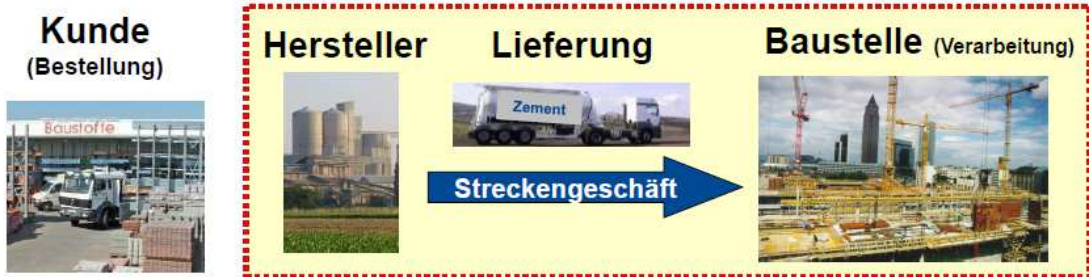 Kunde
(Bestellung)
Baustoffe
Hersteller
Lieferung
Zement
Streckengeschäft
Baustelle (Verarbeitung)